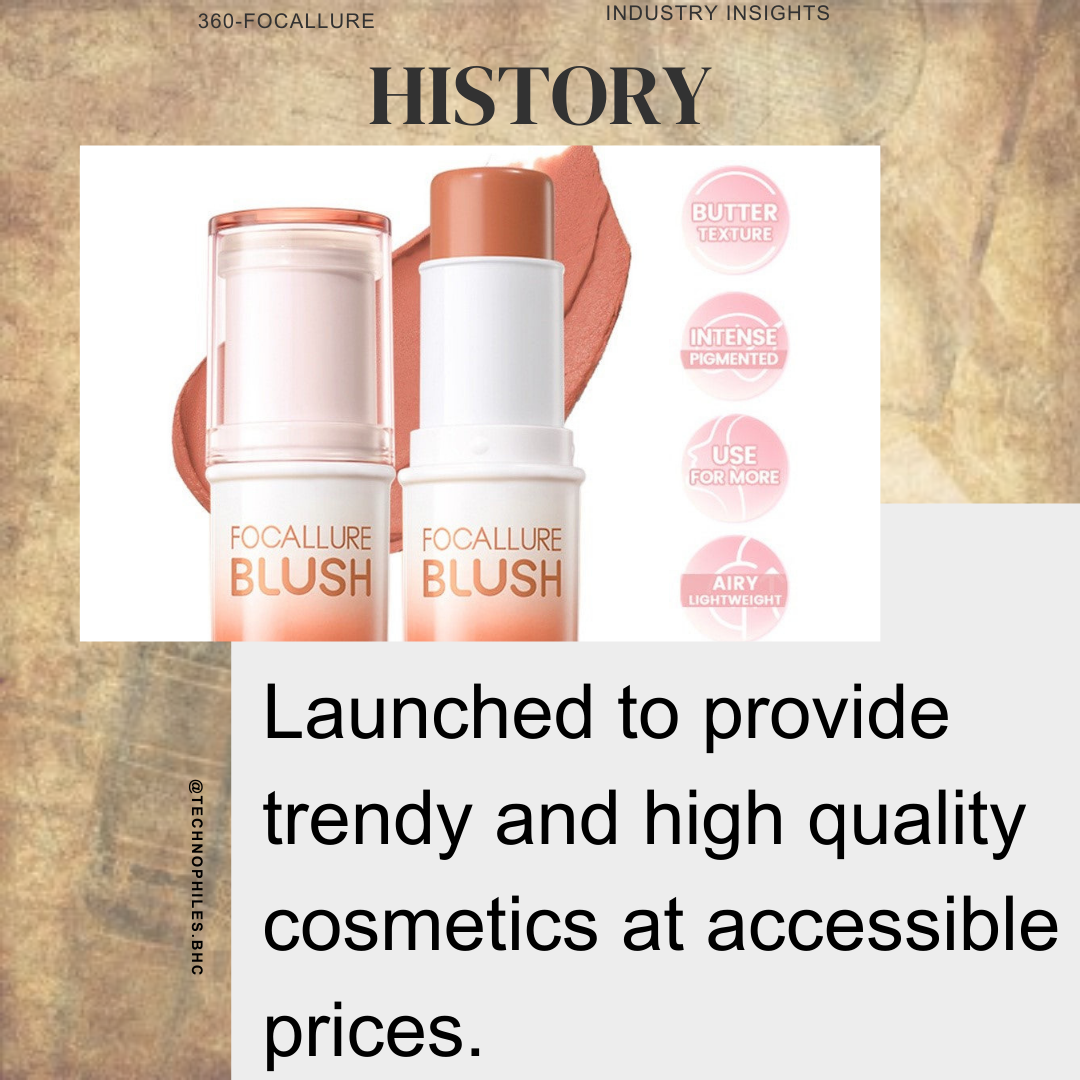 360-FOCALLURE
INDUSTRY INSIGHTS
HISTORY
BUTTER
TEXTURE
INTENSE
PIGMENTED
USE
FOR MORE
AIRY
LIGHTWEIGHT
FOCALLURE
BLUSH
FOCALLURE
BLUSH
Launched to provide
trendy and high quality
cosmetics at accessible
prices.
@TECHNOPHILES.BHC